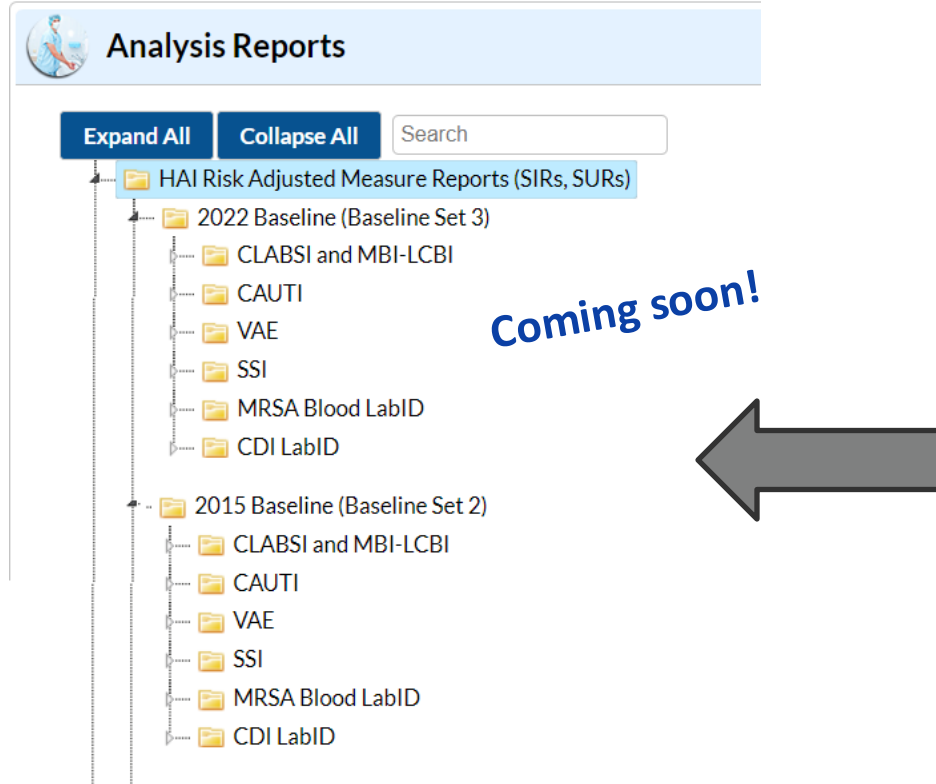 Analysis Reports
Expand All Collapse All Search
HAI Risk Adjusted Measure Reports (SIRs, SURs)
2022 Baseline (Baseline Set 3)
CLABSI and MBI-LCBI
CAUTI
VAE
SSI
MRSA Blood LabID
CDI LabID
Coming soon!
2015 Baseline (Baseline Set 2)
CLABSI and MBI-LCBI
CAUTI
VAE
SSI
MRSA Blood LabID
CDI LabID